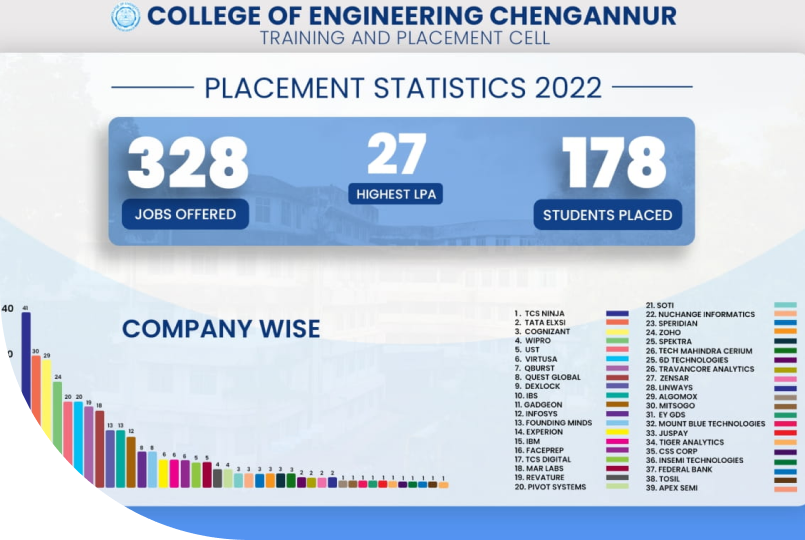 COLLEGE OF ENGINEERING CHENGANNUR
TRAINING AND PLACEMENT CELL
PLACEMENT STATISTICS 2022
328
JOBS OFFERED
27
HIGHEST LPA
178
STUDENTS PLACED
COMPANY WISE
40
0
41
30
29
24
20
20
19
18
13
13
12
8
8
6
6
6
5
5
4
4
3
3
3
3
3
3
2
2
2
2
1
1
1
1
1
1
1
1
1
1
1
1. TCS NINJA
2. TATA ELXSI
3. COGNIZANT
4. WIPRO
5. UST
6. VIRTUSA
7. QBURST
8. QUEST GLOBAL
9. DEXLOCK
10. IBS
11. GADGEON
12. INFOSYS
13. FOUNDING MINDS
14. EXPERION
15. IBM
16. FACEPREP
17. TCS DIGITAL
18. MAR LABS
19. REVATURE
20. PIVOT SYSTEMS
21. SOTI
22. NUCHANGE INFORMATICS
23. SPERIDIAN
24. ZOHO
25. SPEKTRA
26. TECH MAHINDRA CERIUM
25. 6D TECHNOLOGIES
26. TRAVANCORE ANALYTICS
27. ZENSAR
28. LINWAYS
29. ALGOMOX
30. MITSOGO
31. EY GDS
32. MOUNT BLUE TECHNOLOGIES
33. JUSPAY
34. TIGER ANALYTICS
35. CSS CORP
36. INSEMI TECHNOLOGIES
37. FEDERAL BANK
38. TOSIL
39. APEX SEMI